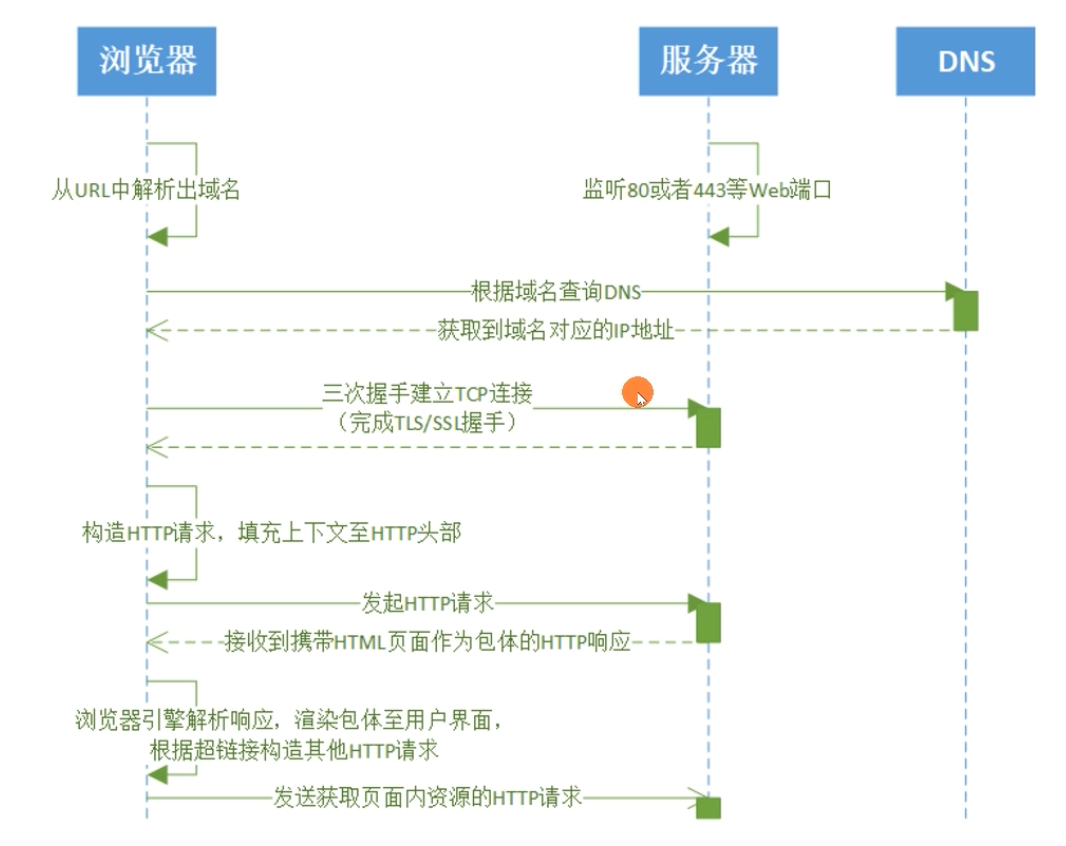 浏览器
服务器
DNS
从URL中解析出域名
监听80或者443等Web端口
根据域名查询DNS
获取到域名对应的IP地址
三次握手建立TCP连接
（完成TLS/SSL握手）
构造HTTP请求，填充上下文至HTTP头部
发起HTTP请求
接收到携带HTML页面作为包体的HTTP响应
浏览器引擎解析响应，渲染包体至用户界面，
根据超链接构造其他HTTP请求
发送获取页面内资源的HTTP请求